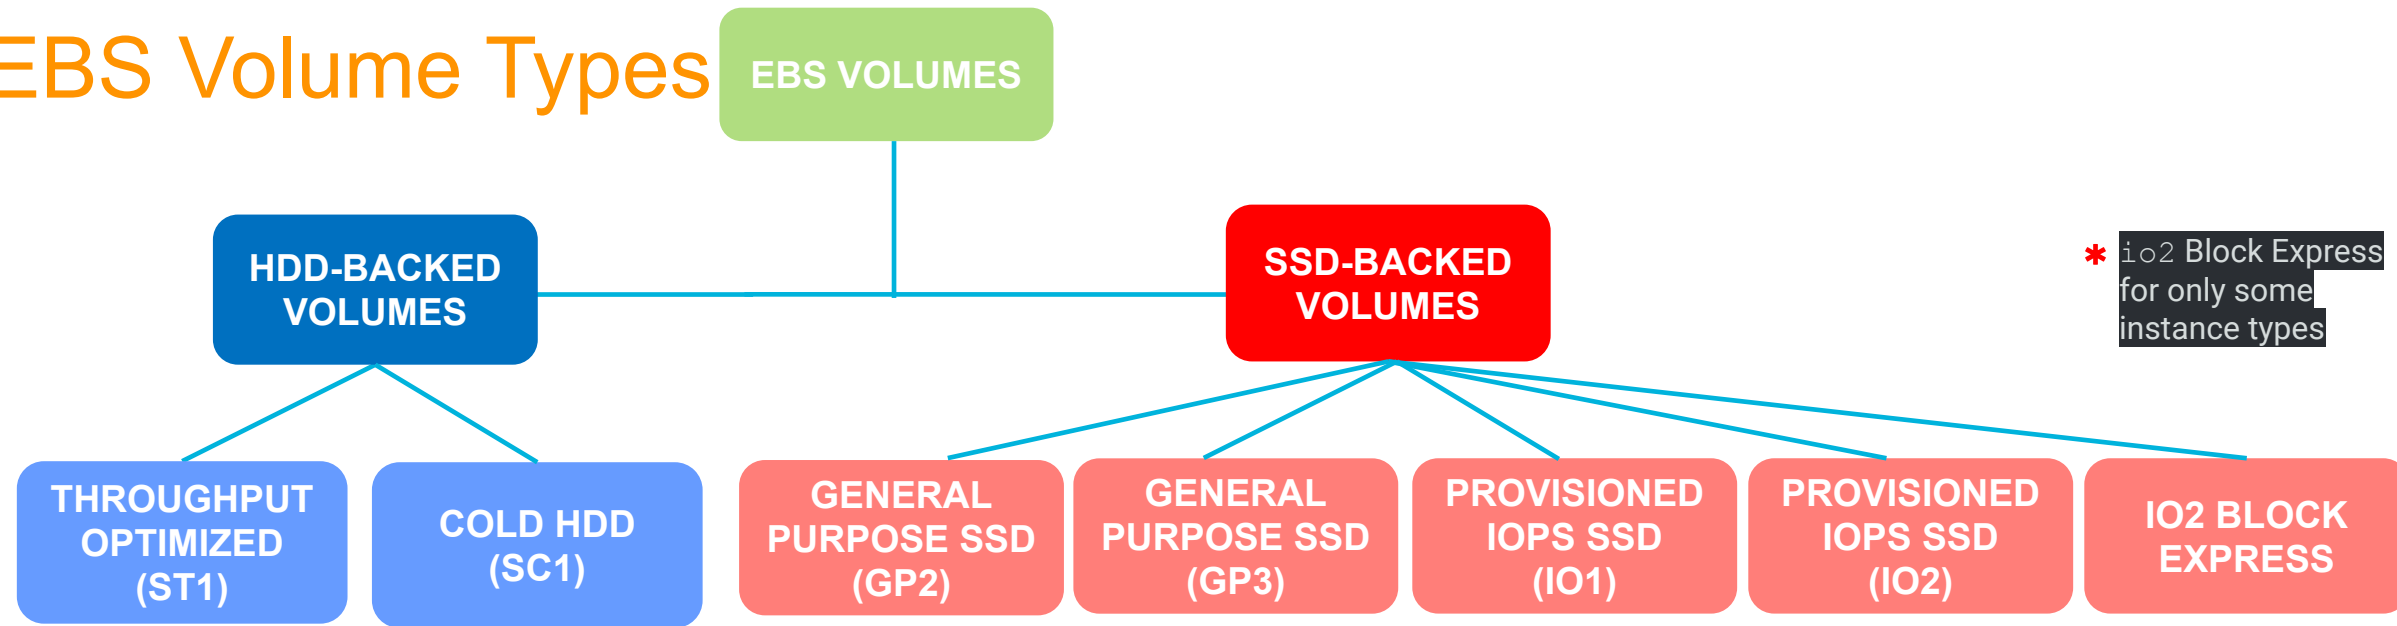 EBS Volume Types
EBS VOLUMES
HDD-BACKED
VOLUMES
SSD-BACKED
VOLUMES
* io2 Block Express
for only some
instance types
THROUGHPUT
OPTIMIZED
(ST1)
COLD HDD
(SC1)
GENERAL
PURPOSE SSD
(GP2)
GENERAL
PURPOSE SSD
(GP3)
PROVISIONED
IOPS SSD
(IO1)
PROVISIONED
IOPS SSD
(IO2)
IO2 BLOCK
EXPRESS